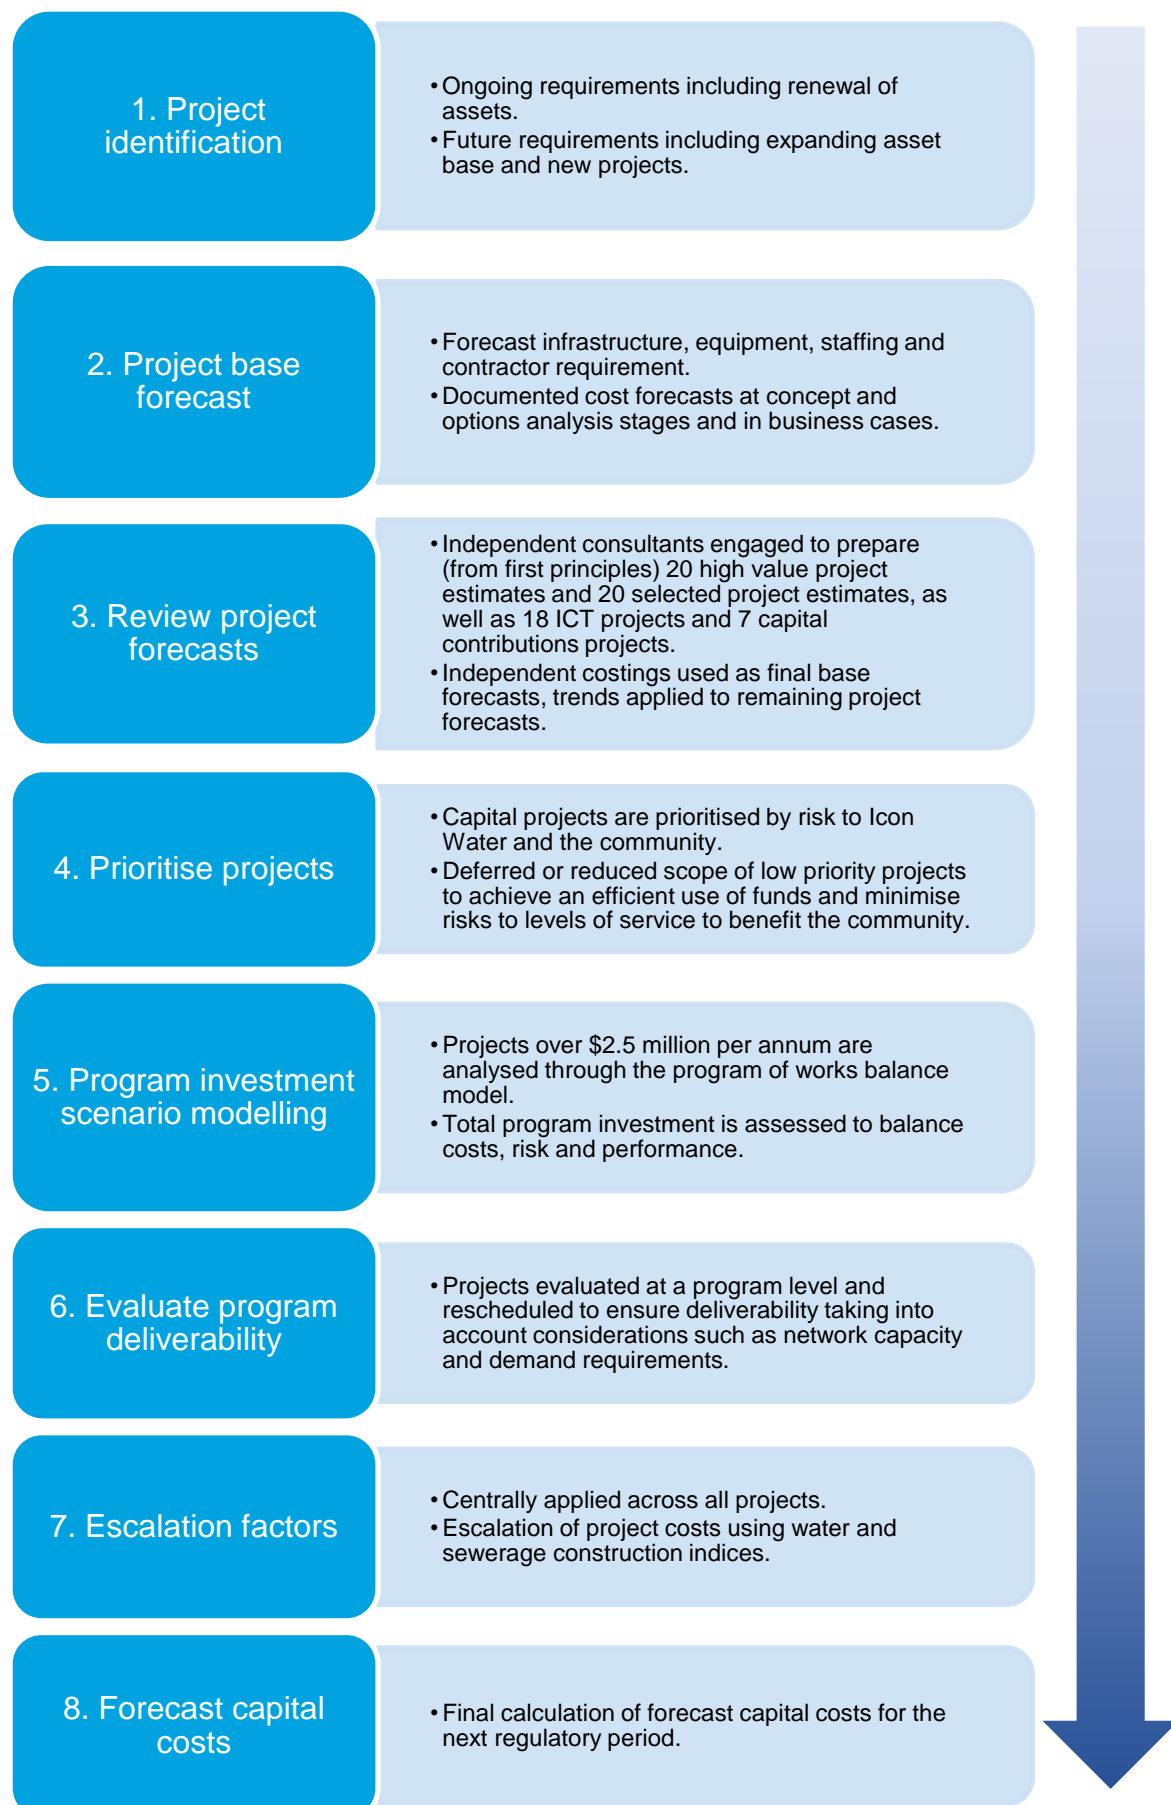 1. Project
identification
• Ongoing requirements including renewal of
assets.
• Future requirements including expanding asset
base and new projects.
2. Project base
forecast
• Forecast infrastructure, equipment, staffing and
contractor requirement.
• Documented cost forecasts at concept and
options analysis stages and in business cases.
3. Review project
forecasts
• Independent consultants engaged to prepare
(from first principles) 20 high value project
estimates and 20 selected project estimates, as
well as 18 ICT projects and 7 capital
contributions projects.
• Independent costings used as final base
forecasts, trends applied to remaining project
forecasts.
4. Prioritise projects
• Capital projects are prioritised by risk to Icon
Water and the community.
• Deferred or reduced scope of low priority projects
to achieve an efficient use of funds and minimise
risks to levels of service to benefit the community.
5. Program investment
scenario modelling
• Projects over $2.5 million per annum are
analysed through the program of works balance
model.
• Total program investment is assessed to balance
costs, risk and performance.
6. Evaluate program
deliverability
• Projects evaluated at a program level and
rescheduled to ensure deliverability taking into
account considerations such as network capacity
and demand requirements.
7. Escalation factors
• Centrally applied across all projects.
• Escalation of project costs using water and
sewerage construction indices.
8. Forecast capital
costs
• Final calculation of forecast capital costs for the
next regulatory period.